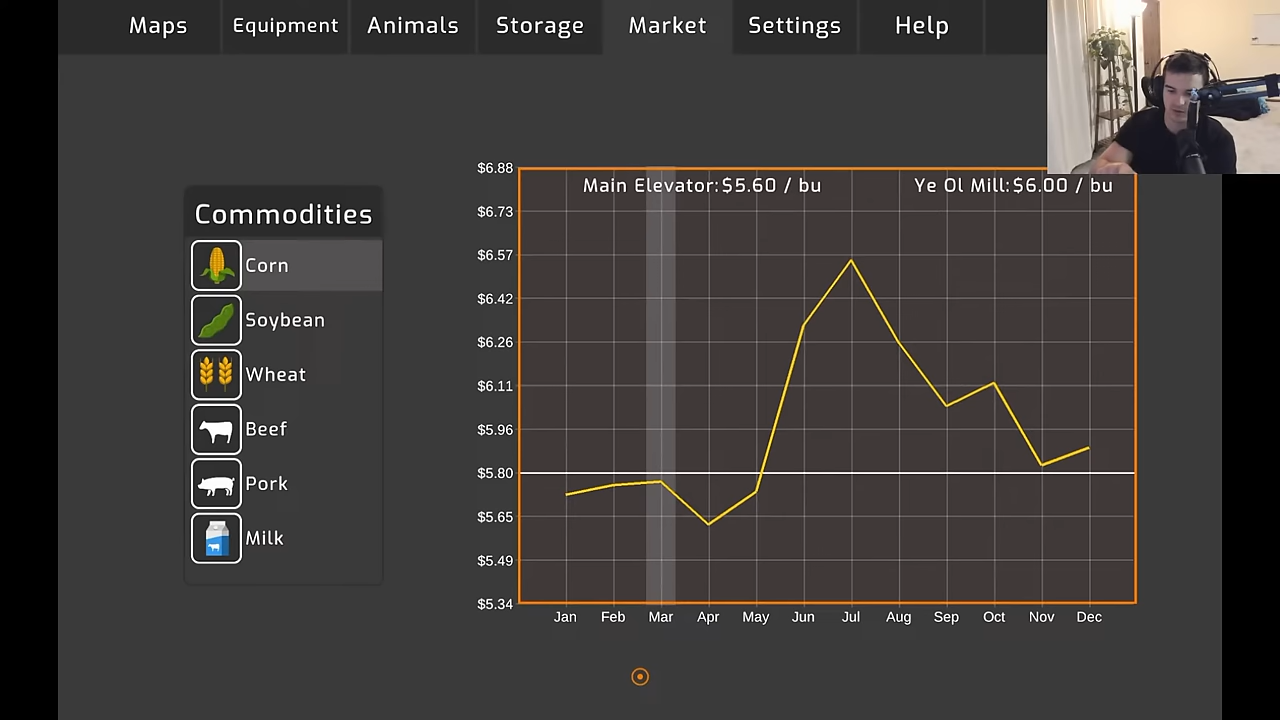 Maps Equipment Animals Storage Market Settings Help
Commodities
Corn
Soybean
Wheat
Beef
Pork
Milk
Main Elevator:$5.60 / bu Ye Ol Mill:$6.00 / bu
$6.88
$6.73
$6.57
$6.42
$6.26
$6.11
$5.96
$5.80
$5.65
$5.49
$5.34
Jan Feb Mar Apr May Jun Jul Aug Sep Oct Nov Dec